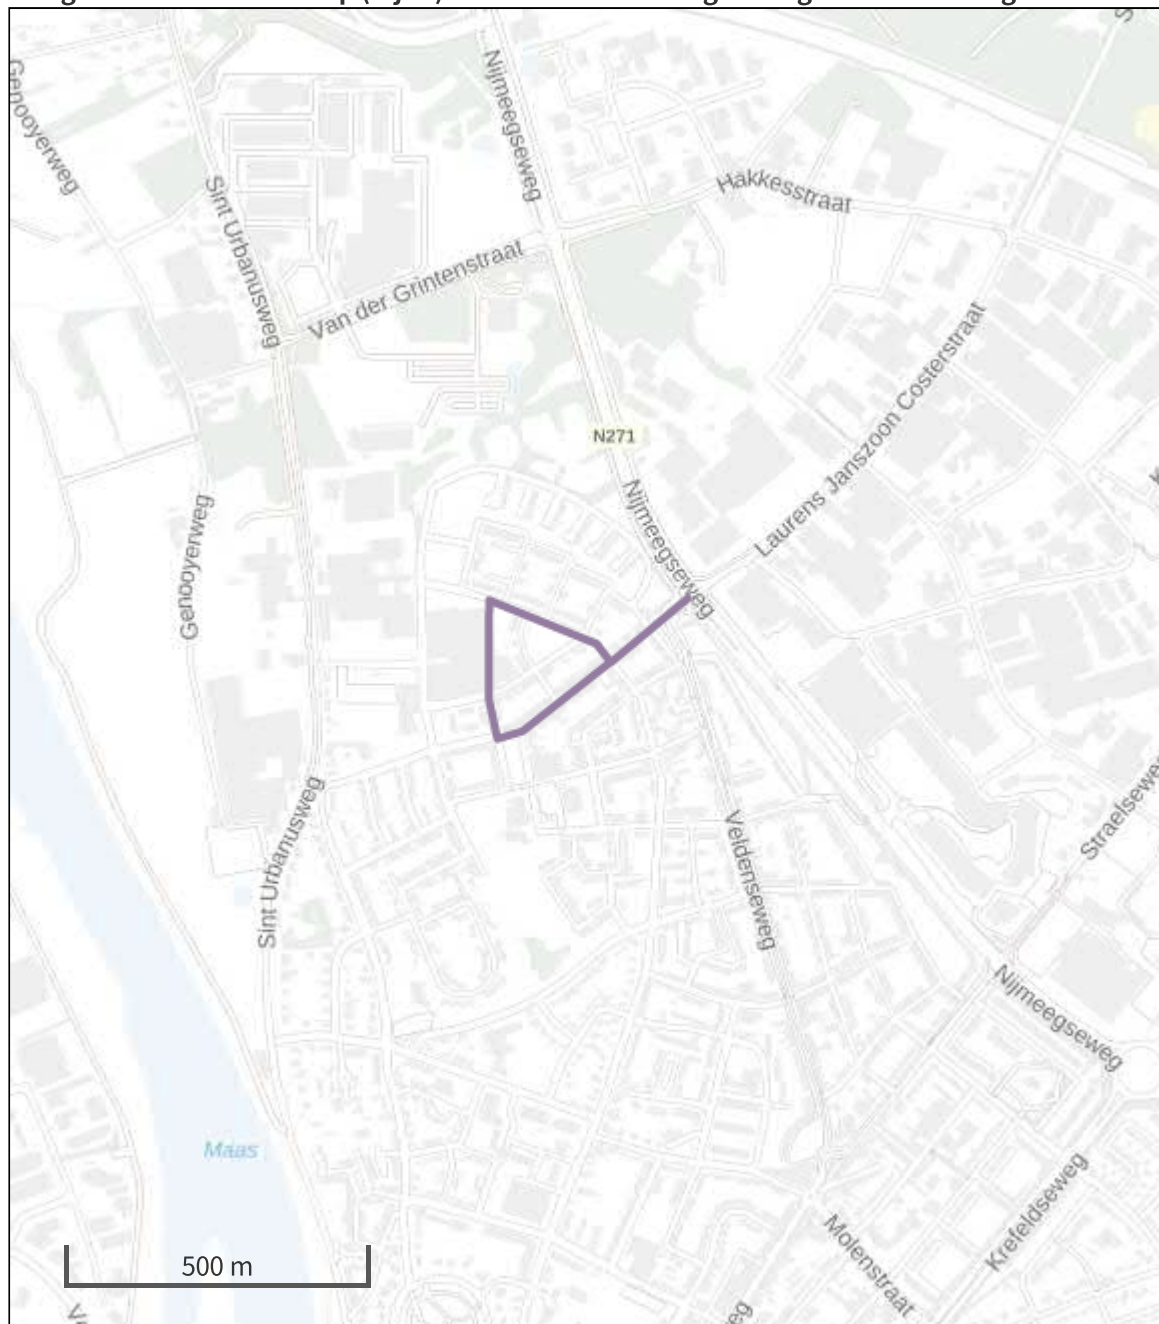 Genooyerweg
Nijmeegseweg
Hakkesstraat
Sint Urbanusweg
Van der Grintenstraat
Laurens Janszoon Costerstraat
N271
Nijmeegseweg
Genooyerweg
Straelseweg
Sint Urbanusweg
Veldenseweg
Nijmeegseweg
Maas
Krefeldseweg
Molenstraat
500 m